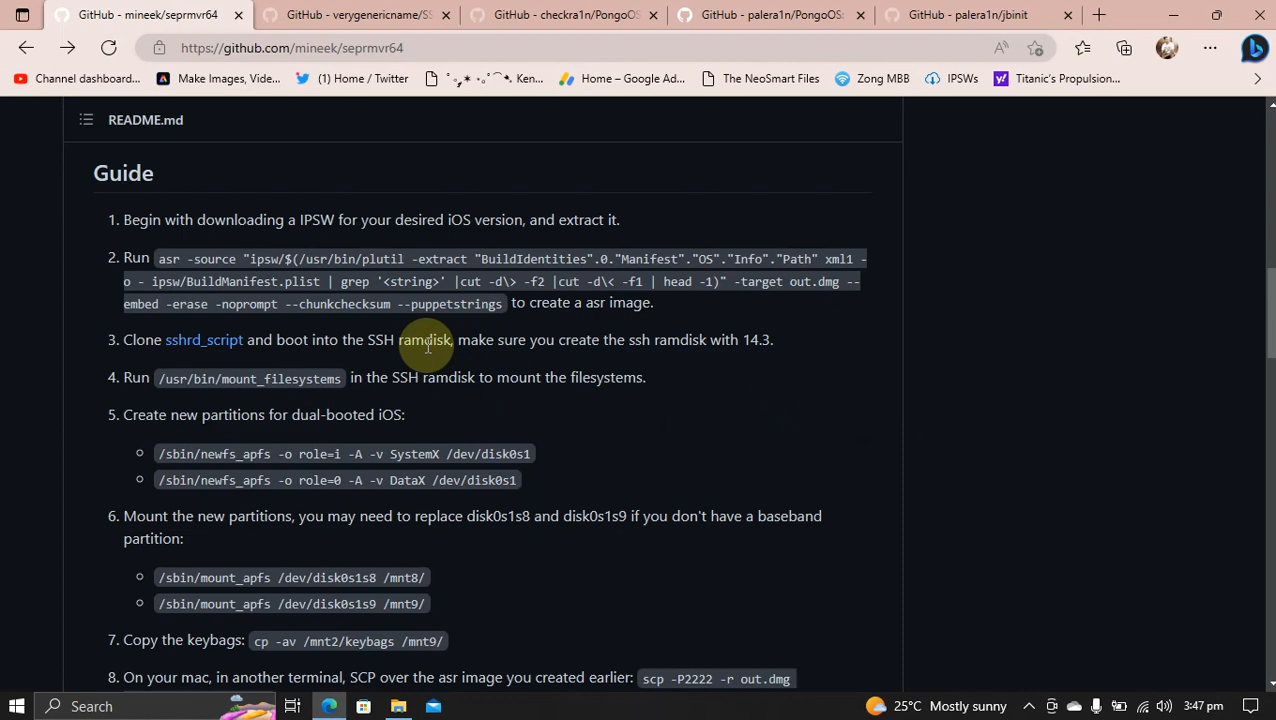 GitHub - mineek/seprmvr64 GitHub - verygenericname/SS GitHub - checkra1n/PongoOS GitHub - palera1n/PongoOS: GitHub - palera1n/jbinit
https://github.com/mineek/seprmvr64
Channel dashboard... Make Images, Vide... (1) Home / Twitter Ken... Home – Google Ad... The NeoSmart Files Zong MBB IPSWs Titanic's Propulsion...
README.md
Guide
1. Begin with downloading a IPSW for your desired iOS version, and extract it.
2. Run asr -source "ipsw/$(/usr/bin/plutil -extract "BuildIdentities".0."Manifest"."OS"."Info"."Path" xml1 -
o - ipsw/BuildManifest.plist | grep '<string>' |cut -d\> -f2 |cut -d\< -f1 | head -1)" -target out.dmg --
embed -erase -noprompt --chunkchecksum --puppetstrings to create a asr image.
3. Clone sshrd_script and boot into the SSH ramdisk, make sure you create the ssh ramdisk with 14.3.
4. Run /usr/bin/mount_filesystems in the SSH ramdisk to mount the filesystems.
5. Create new partitions for dual-booted iOS:
/sbin/newfs_apfs -o role=i -A -v SystemX /dev/disk0s1
/sbin/newfs_apfs -o role=0 -A -v DataX /dev/disk0s1
6. Mount the new partitions, you may need to replace disk0s1s8 and disk0s1s9 if you don't have a baseband
partition:
/sbin/mount_apfs /dev/disk0s1s8 /mnt8/
/sbin/mount_apfs /dev/disk0s1s9 /mnt9/
7. Copy the keybags: cp -av /mnt2/keybags /mnt9/
8. On your mac, in another terminal, SCP over the asr image you created earlier: scp -P2222 -r out.dmg
Search 25°C Mostly sunny 3:47 pm